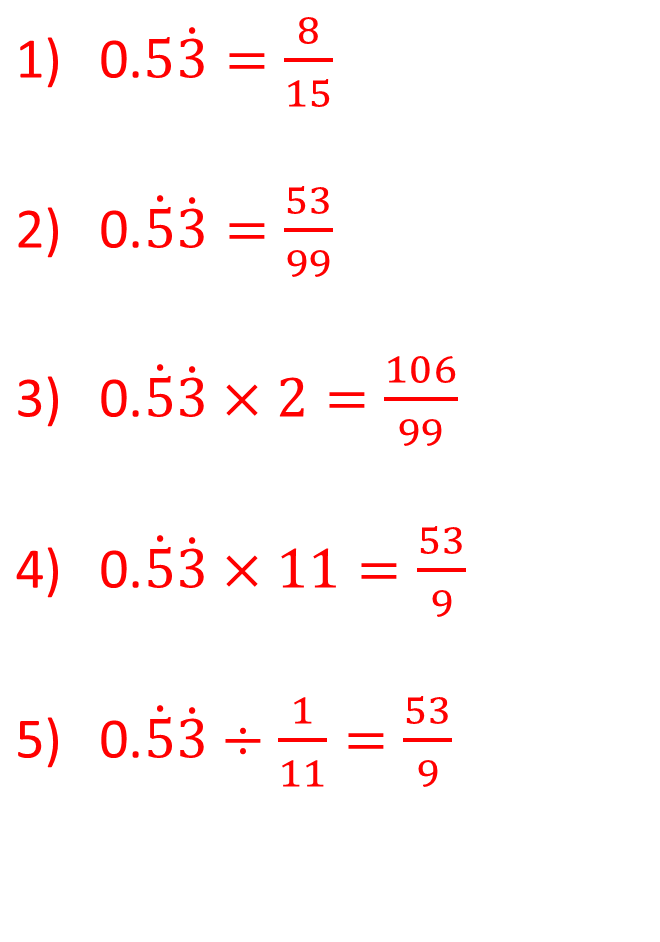 1) 0.53̇ = 8/15
2) 0.5̇3̇ = 53/99
3) 0.5̇3̇ × 2 = 106/99
4) 0.5̇3̇ × 11 = 53/9
5) 0.5̇3̇ ÷ 1/11 = 53/9